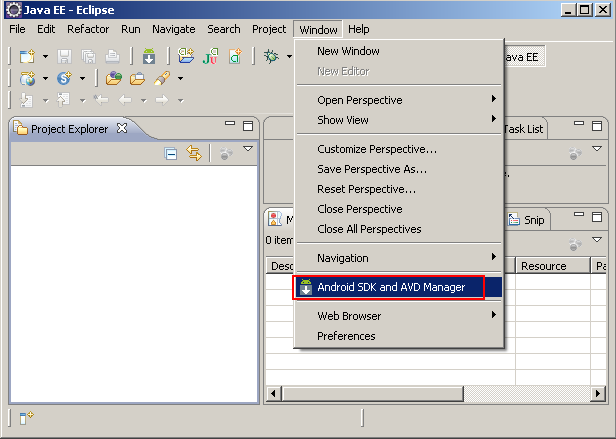 Java EE - Eclipse
File Edit Refactor Run Navigate Search Project Window Help
New Window
New Editor
Java EE
Open Perspective
Show View
Project Explorer
Task List
Customize Perspective...
Save Perspective As...
Reset Perspective...
Close Perspective
Close All Perspectives
Snip
0 item
Navigation
Resource
Android SDK and AVD Manager
Web Browser
Preferences